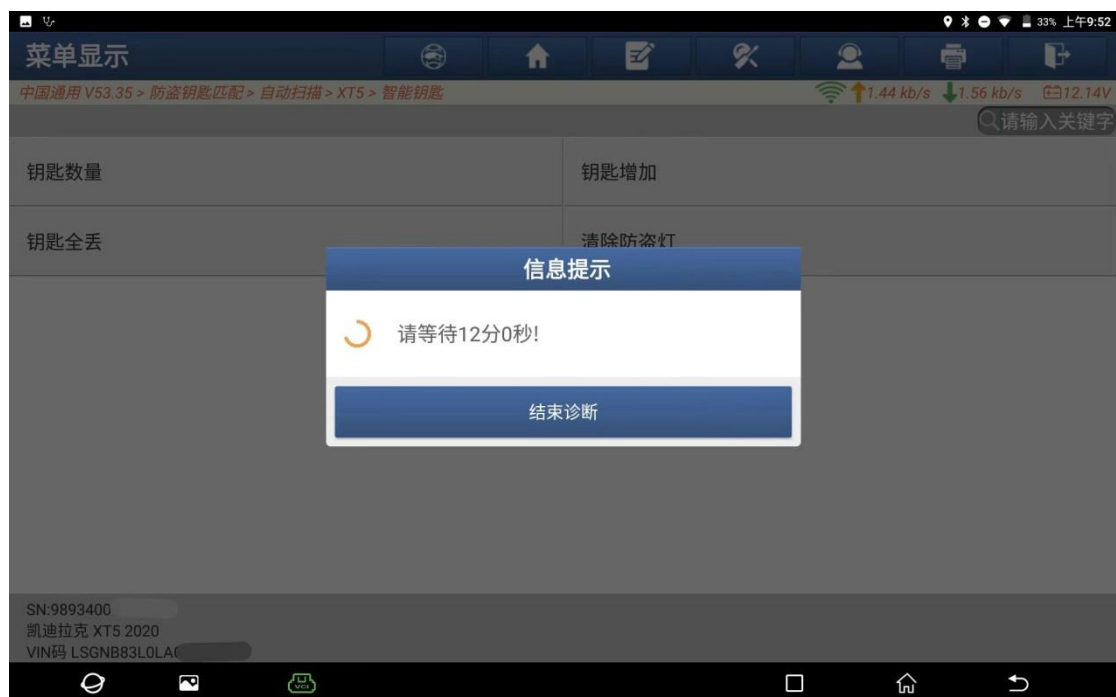 33% 上午9:52
菜单显示
中国通用 V53.35 > 防盗钥匙匹配 > 自动扫描 > XT5 > 智能钥匙
1.44 kb/s 1.56 kb/s 12.14V
请输入关键字
钥匙数量
钥匙增加
钥匙全丢
清除防盗灯
信息提示
请等待12分0秒!
结束诊断
SN:9893400
凯迪拉克 XT5 2020
VIN码 LSGNB83L0LA
VCI